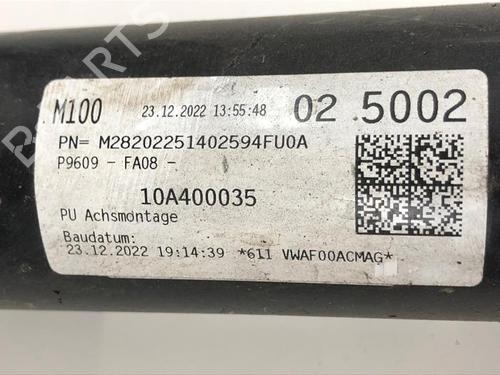 M100 23.12.2022 13:55:48 02 5002
PN= M28202251402594FU0A
P9609 - FA08 -
10A400035
PU Achsmontage
Baudatum:
23.12.2022 19:14:39 *611 VWAF00ACMAG*
PARTS